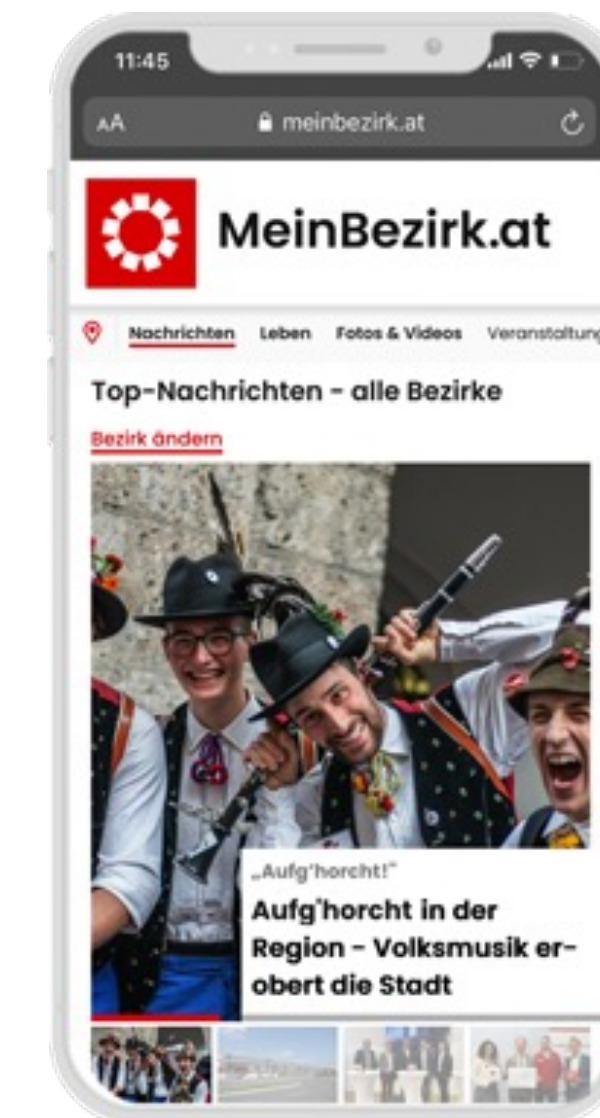 11:45
AA
meinbezirk.at
MeinBezirk.at
Nachrichten Leben Fotos & Videos Veranstaltung
Top-Nachrichten - alle Bezirke
Bezirk ändern
„Aufg'horcht!"
Aufg'horcht in der
Region - Volksmusik er-
obert die Stadt